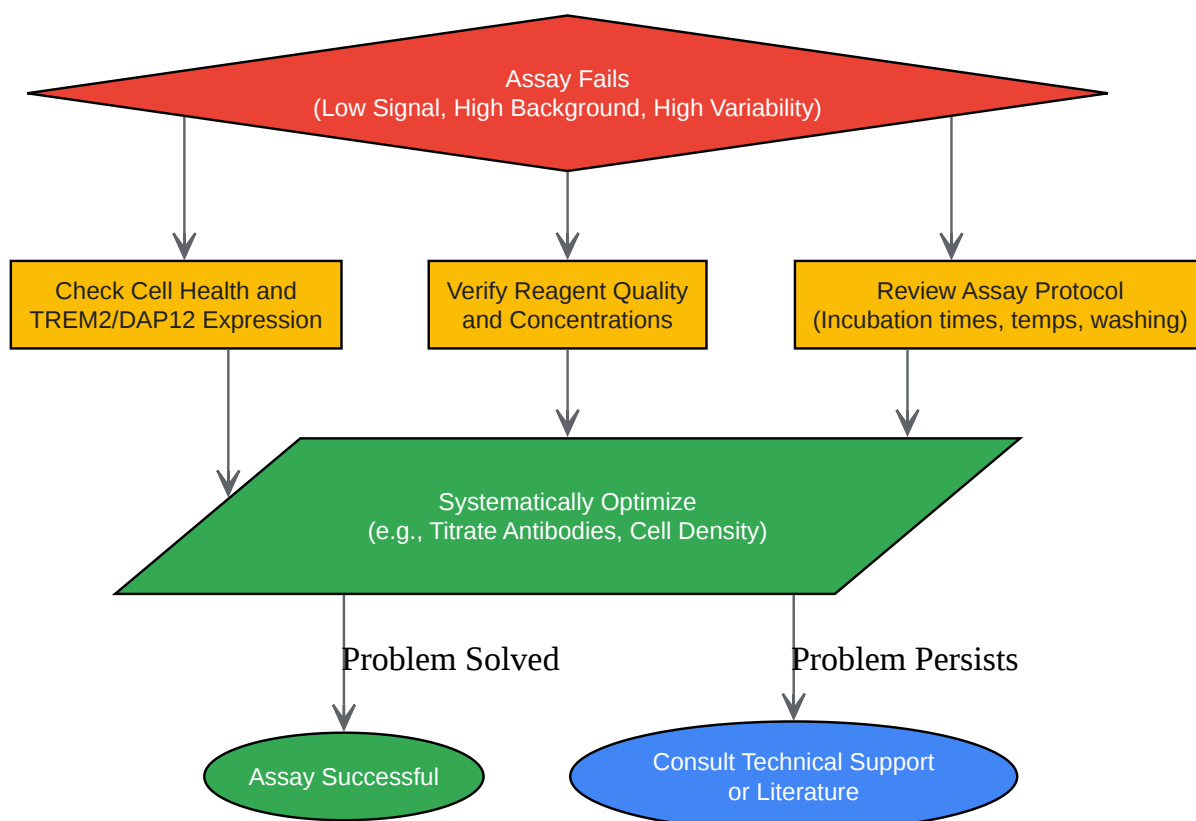 Assay Fails
(Low Signal, High Background, High Variability)
Check Cell Health and
TREM2/DAP12 Expression
Verify Reagent Quality
and Concentrations
Review Assay Protocol
(Incubation times, temps, washing)
Systematically Optimize
(e.g., Titrate Antibodies, Cell Density)
Problem Solved
Problem Persists
Assay Successful
Consult Technical Support
or Literature